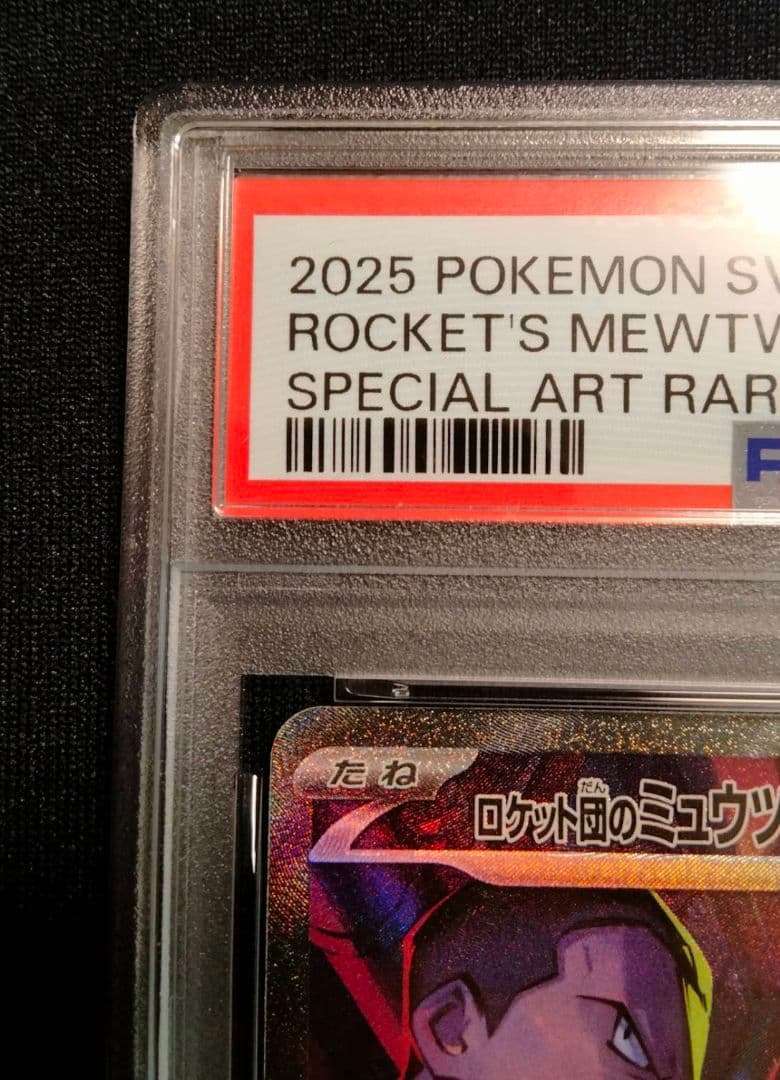 2025 POKEMON SV
ROCKET'S MEWTW
SPECIAL ART RAR
たね
だん
ロケット団のミュウツ